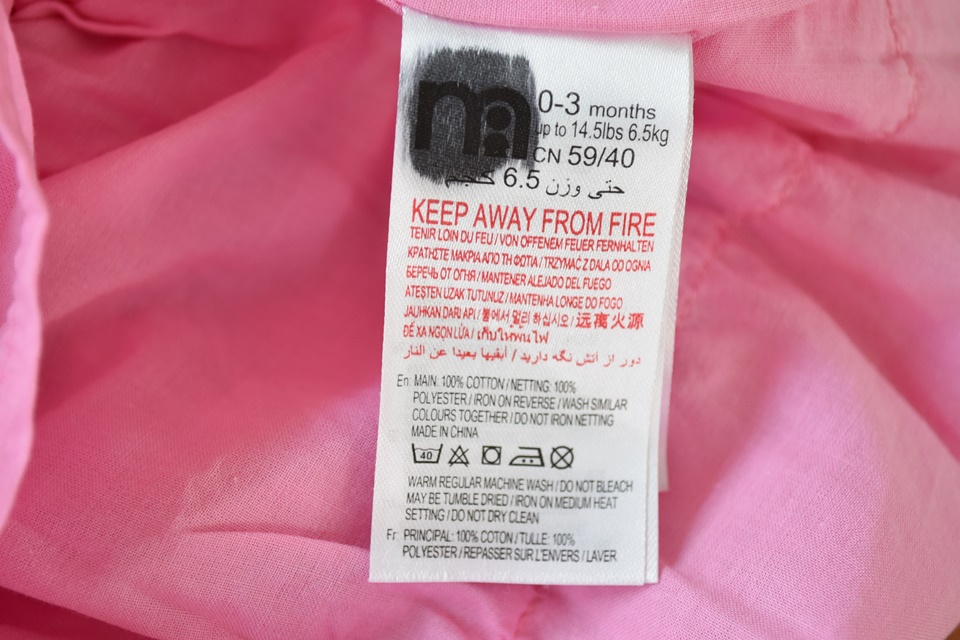 0-3 months
up to 14.5lbs 6.5kg
CN 59/40
حتى وزن 6.5 كجم
KEEP AWAY FROM FIRE
TENIR LOIN DU FEU / VON OFFENEM FEUER FERNHALTEN
ΚΡΑΤΗΣΤΕ ΜΑΚΡΙΑ ΑΠΟ ΤΗ ΦΩΤΙΑ / TRZYMAĆ Z DALA OD OGNIA
БЕРЕЧЬ ОТ ОГНЯ / MANTENER ALEJADO DEL FUEGO
ATEŞTEN UZAK TUTUNUZ / MANTENHA LONGE DO FOGO
JAUHKAN DARI API / 불에서 멀리 하십시오 / 远离火源
ĐỂ XA NGỌN LỬA / เก็บให้พ้นไฟ
دور از آتش نگه دارید / أبقيها بعيدا عن النار
En: MAIN: 100% COTTON / NETTING: 100%
POLYESTER / IRON ON REVERSE / WASH SIMILAR
COLOURS TOGETHER / DO NOT IRON NETTING
MADE IN CHINA
40
WARM REGULAR MACHINE WASH / DO NOT BLEACH
MAY BE TUMBLE DRIED / IRON ON MEDIUM HEAT
SETTING / DO NOT DRY CLEAN
Fr: PRINCIPAL: 100% COTON / TULLE: 100%
POLYESTER / REPASSER SUR L'ENVERS / LAVER